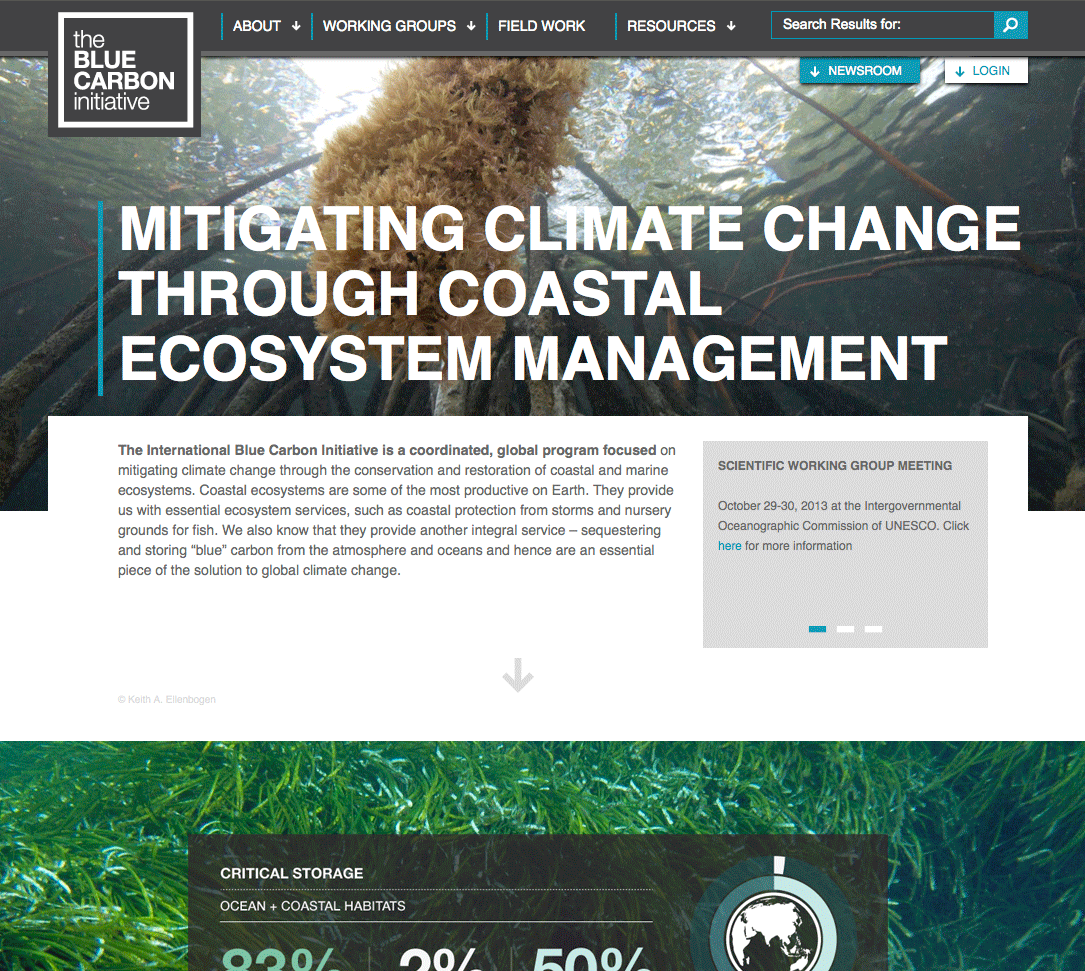 the
BLUE
CARBON
initiative
ABOUT
WORKING GROUPS
FIELD WORK
RESOURCES
Search Results for:
NEWSROOM
LOGIN
MITIGATING CLIMATE CHANGE
THROUGH COASTAL
ECOSYSTEM MANAGEMENT
The International Blue Carbon Initiative is a coordinated, global program focused on
mitigating climate change through the conservation and restoration of coastal and marine
ecosystems. Coastal ecosystems are some of the most productive on Earth. They provide
us with essential ecosystem services, such as coastal protection from storms and nursery
grounds for fish. We also know that they provide another integral service – sequestering
and storing “blue” carbon from the atmosphere and oceans and hence are an essential
piece of the solution to global climate change.
SCIENTIFIC WORKING GROUP MEETING
October 29-30, 2013 at the Intergovernmental
Oceanographic Commission of UNESCO. Click
here for more information
© Keith A. Ellenbogen
CRITICAL STORAGE
OCEAN + COASTAL HABITATS
83% 2% 50%